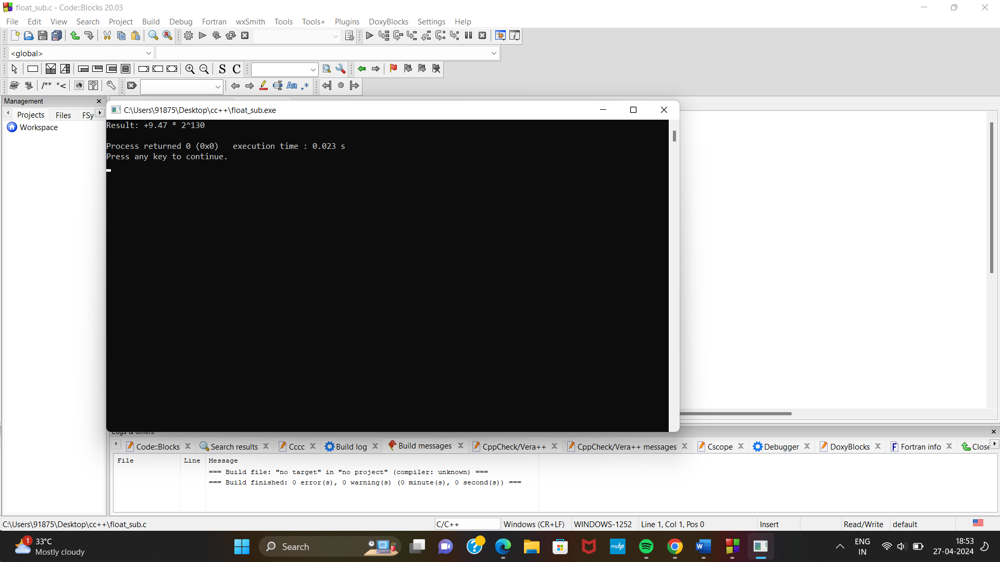 float_sub.c - Code::Blocks 20.03
File Edit View Search Project Build Debug Fortran wxSmith Tools Tools+ Plugins DoxyBlocks Settings Help
<global>
S C
/** *< Aa .*
Management
Projects Files FSy
Workspace
C:\Users\91875\Desktop\cc++\float_sub.exe
Result: +9.47 * 2^130
Process returned 0 (0x0)   execution time : 0.023 s
Press any key to continue.
Logs & others
Code::Blocks Search results Cccc Build log Build messages CppCheck/Vera++ CppCheck/Vera++ messages Cscope Debugger DoxyBlocks Fortran info Close
File Line Message
=== Build file: "no target" in "no project" (compiler: unknown) ===
=== Build finished: 0 error(s), 0 warning(s) (0 minute(s), 0 second(s)) ===
C:\Users\91875\Desktop\cc++\float_sub.c C/C++ Windows (CR+LF) WINDOWS-1252 Line 1, Col 1, Pos 0 Insert Read/Write default
1 33°C
Mostly cloudy
Search
myhp
W
ENG
IN
18:53
27-04-2024